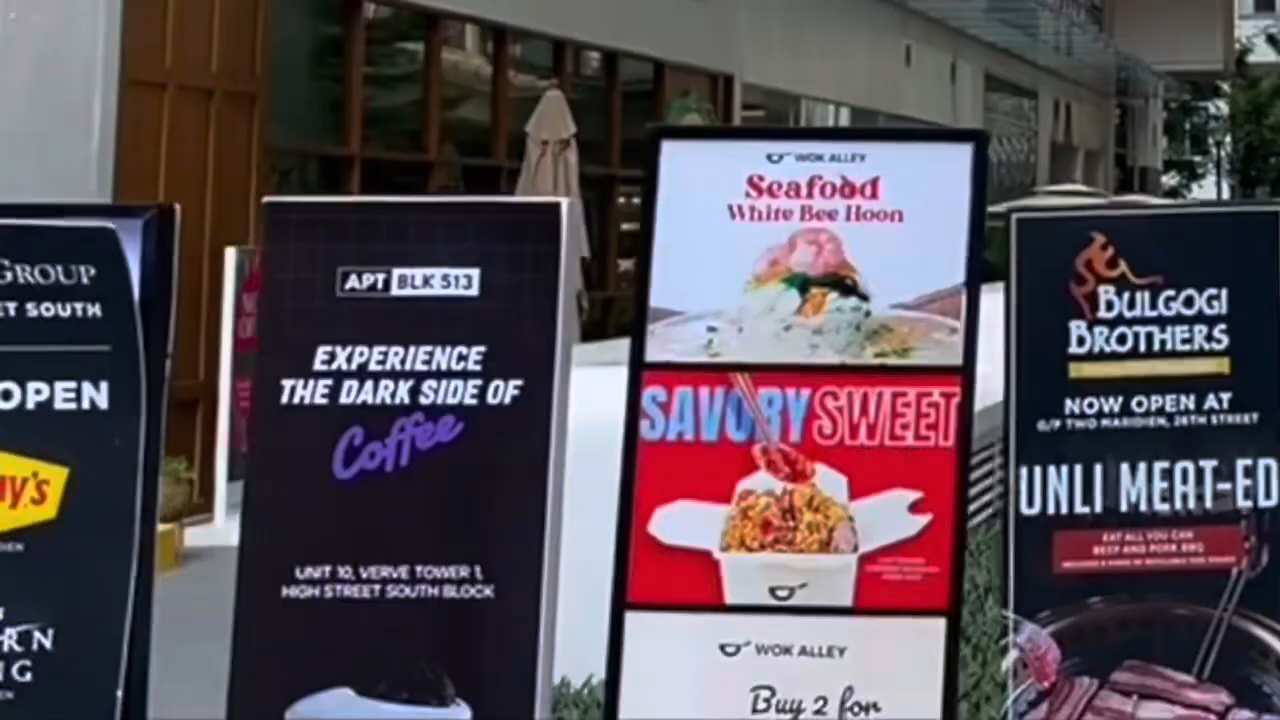 GROUP
ET SOUTH
OPEN
y's
RN
G
APT BLK 513
EXPERIENCE
THE DARK SIDE OF
Coffee
UNIT 10, VERVE TOWER 1,
HIGH STREET SOUTH BLOCK
WOK ALLEY
Seafood
White Bee Hoon
SAVORY SWEET
WOK ALLEY
Buy 2 for
BULGOGI
BROTHERS
NOW OPEN AT
G/F TWO MARIDIEN, 26TH STREET
UNLI MEAT-ED
EAT ALL YOU CAN
BEEF AND PORK BBQ